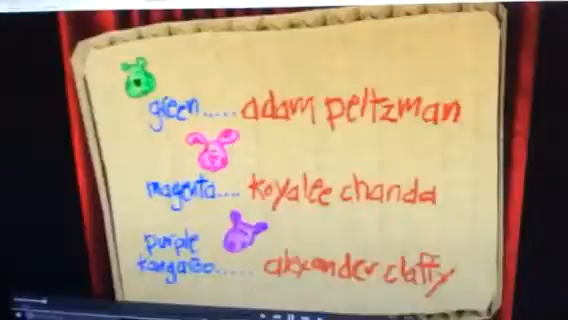 green..... adam peltzman
magenta.... koyalee chanda
purple
kangaroo...... alexander claffy